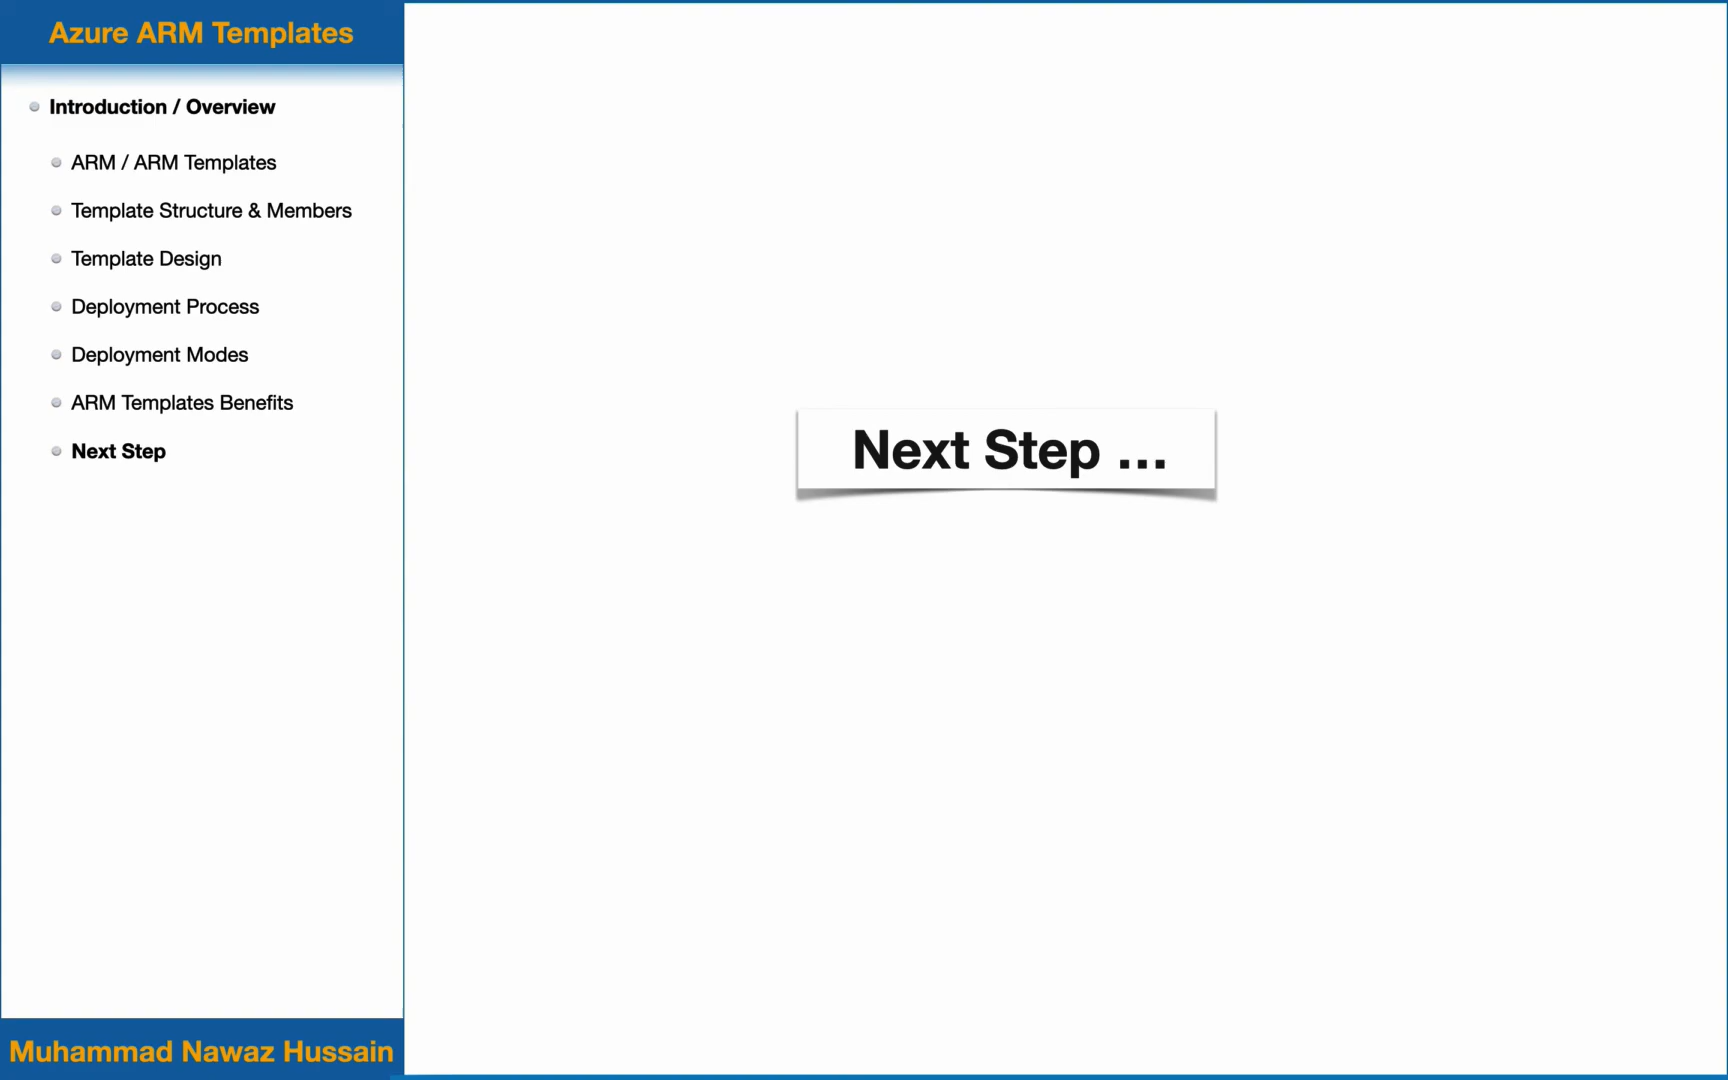 Azure ARM Templates
Introduction / Overview
ARM / ARM Templates
Template Structure & Members
Template Design
Deployment Process
Deployment Modes
ARM Templates Benefits
Next Step
Next Step ...
Muhammad Nawaz Hussain